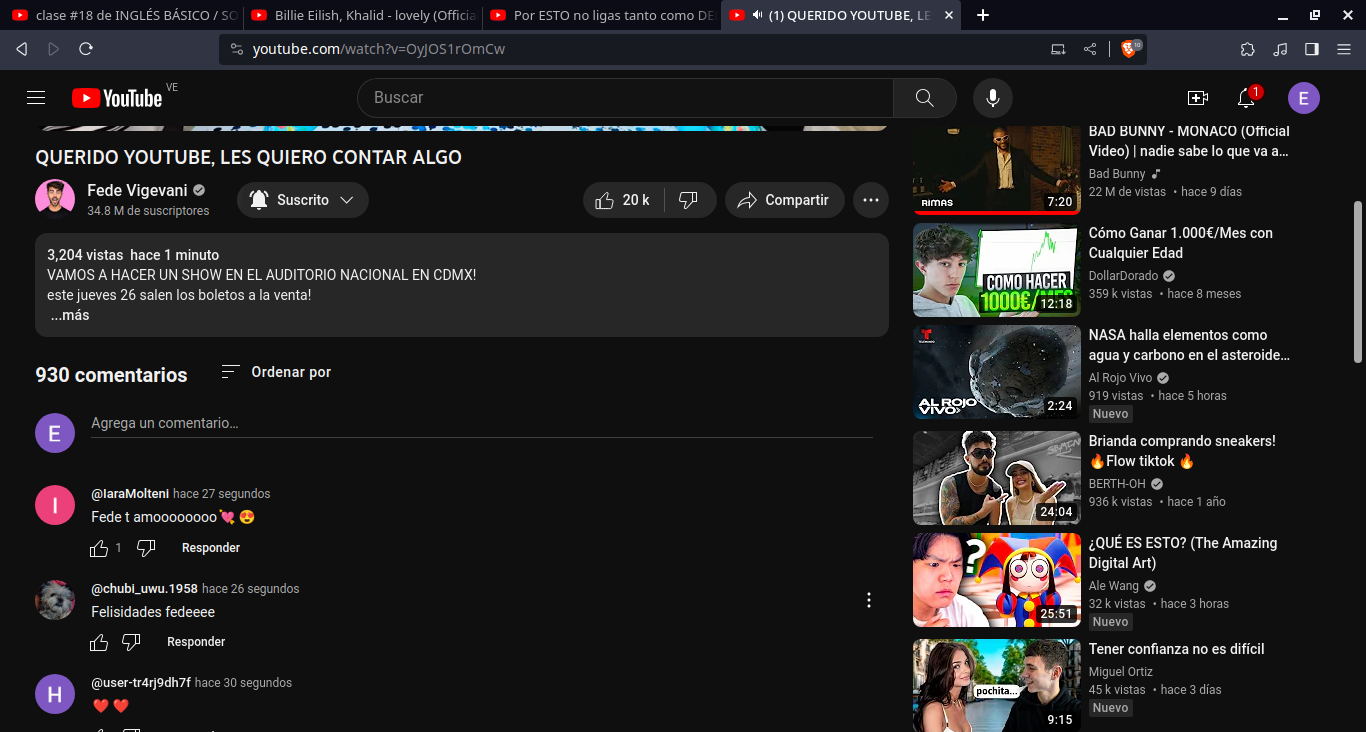 clase #18 de INGLÉS BÁSICO / SO
Billie Eilish, Khalid - lovely (Officia
Por ESTO no ligas tanto como DE
(1) QUERIDO YOUTUBE, LE
youtube.com/watch?v=OyJOS1rOmCw
10
YouTube VE
Buscar
1
E
QUERIDO YOUTUBE, LES QUIERO CONTAR ALGO
Fede Vigevani
34.8 M de suscriptores
Suscrito
20 k
Compartir
3,204 vistas hace 1 minuto
VAMOS A HACER UN SHOW EN EL AUDITORIO NACIONAL EN CDMX!
este jueves 26 salen los boletos a la venta!
...más
930 comentarios
Ordenar por
E
Agrega un comentario...
I
@IaraMolteni hace 27 segundos
Fede t amoooooooo💘😍
1
Responder
@chubi_uwu.1958 hace 26 segundos
Felisidades fedeeee
Responder
H
@user-tr4rj9dh7f hace 30 segundos
❤️❤️
RIMAS
7:20
BAD BUNNY - MONACO (Official
Video) | nadie sabe lo que va a...
Bad Bunny
22 M de vistas • hace 9 días
COMO HACER
1000€/MES
12:18
Cómo Ganar 1.000€/Mes con
Cualquier Edad
DollarDorado
359 k vistas • hace 8 meses
TELEMUNDO
AL ROJO
VIVO
2:24
NASA halla elementos como
agua y carbono en el asteroide...
Al Rojo Vivo
919 vistas • hace 5 horas
Nuevo
24:04
Brianda comprando sneakers!
🔥Flow tiktok 🔥
BERTH-OH
936 k vistas • hace 1 año
?
25:51
¿QUÉ ES ESTO? (The Amazing
Digital Art)
Ale Wang
32 k vistas • hace 3 horas
Nuevo
pochita...
9:15
Tener confianza no es difícil
Miguel Ortiz
45 k vistas • hace 3 días
Nuevo